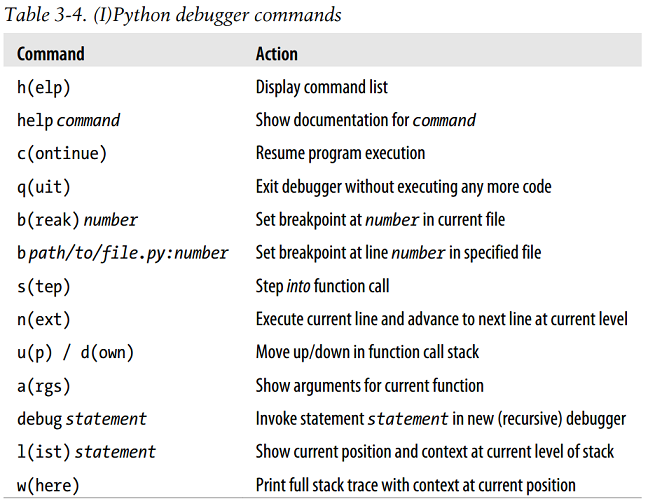 Table 3-4. (I)Python debugger commands
Command Action
h(elp) Display command list
help command Show documentation for command
c(ontinue) Resume program execution
q(uit) Exit debugger without executing any more code
b(reak) number Set breakpoint at number in current file
b path/to/file.py:number Set breakpoint at line number in specified file
s(tep) Step into function call
n(ext) Execute current line and advance to next line at current level
u(p) / d(own) Move up/down in function call stack
a(rgs) Show arguments for current function
debug statement Invoke statement statement in new (recursive) debugger
l(ist) statement Show current position and context at current level of stack
w(here) Print full stack trace with context at current position